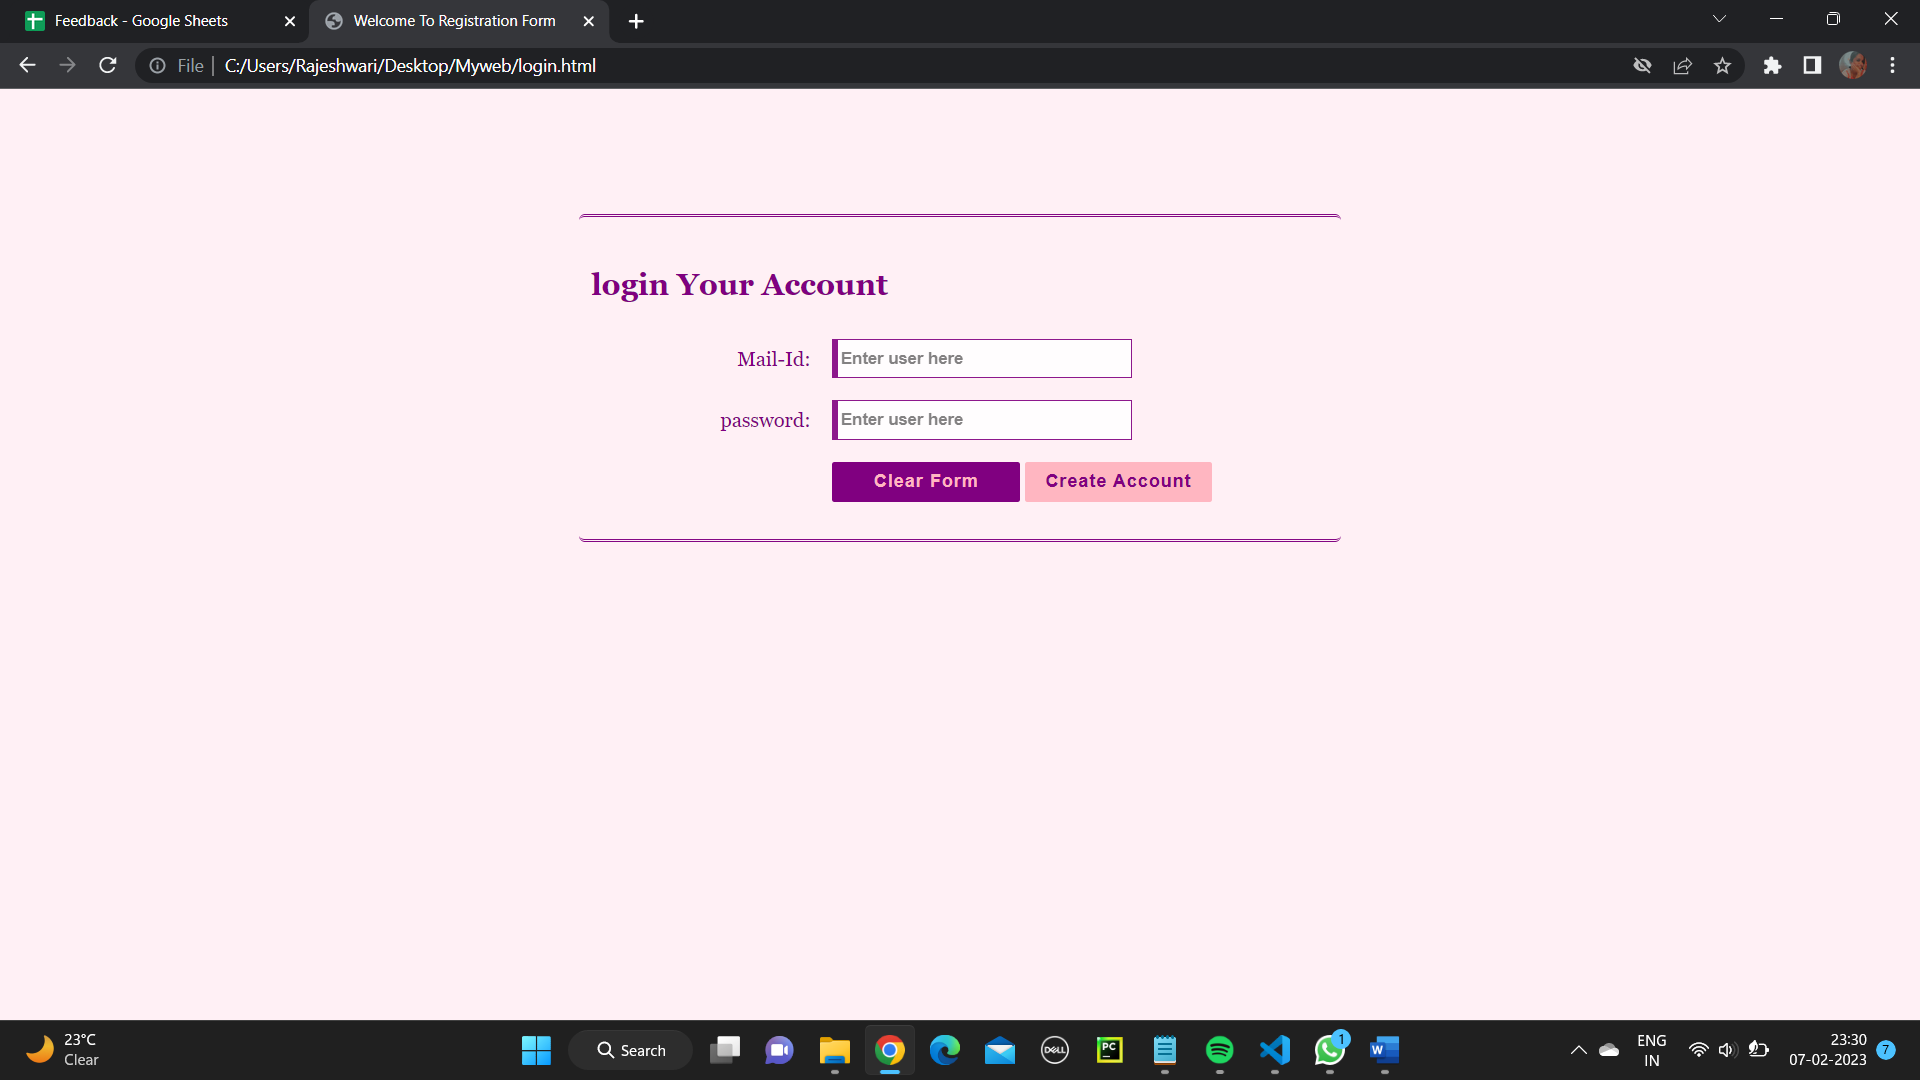 Feedback - Google Sheets
Welcome To Registration Form
File | C:/Users/Rajeshwari/Desktop/Myweb/login.html
login Your Account
Mail-Id: Enter user here
password: Enter user here
Clear Form Create Account
23°C
Clear
Search
DELL
PC
1
W
ENG
IN
23:30
07-02-2023
7